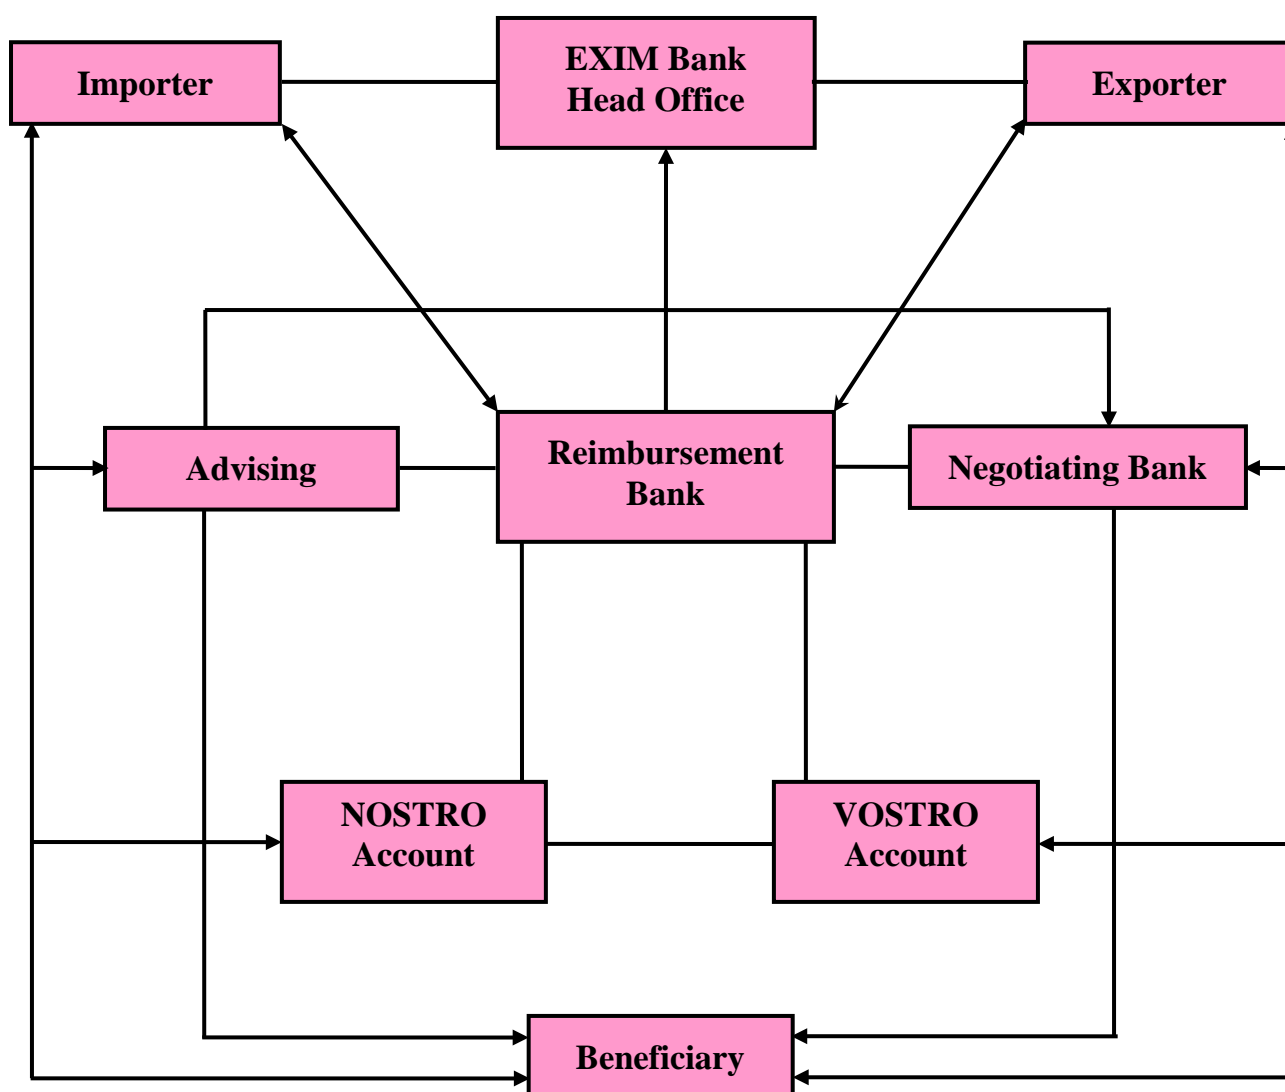 Importer
EXIM Bank
Head Office
Exporter
Advising
Reimbursement
Bank
Negotiating Bank
NOSTRO
Account
VOSTRO
Account
Beneficiary